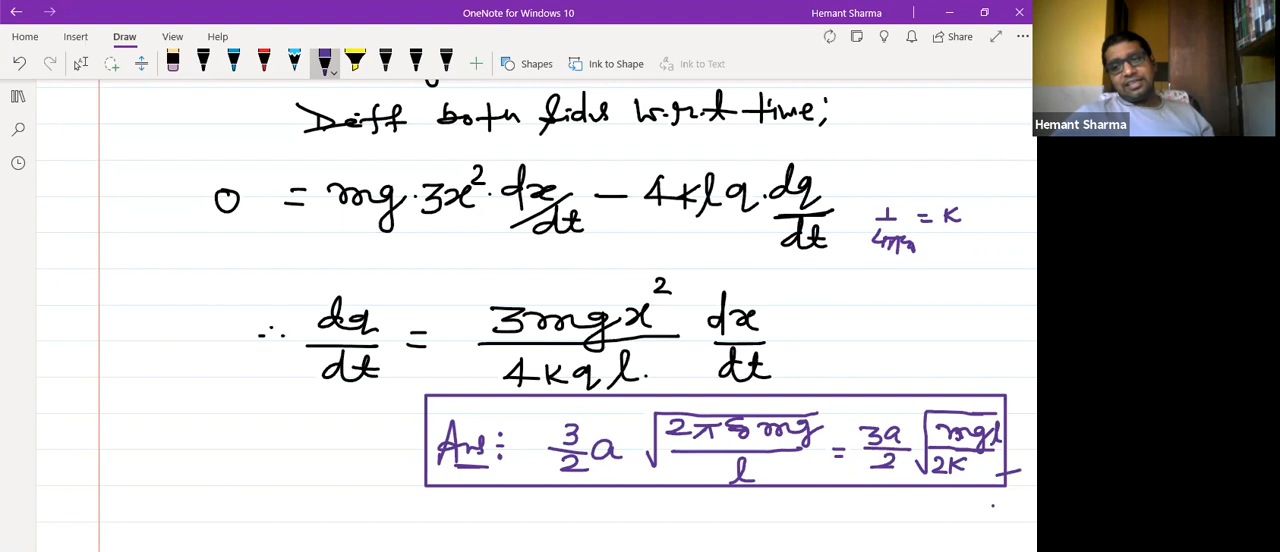 OneNote for Windows 10
Hemant Sharma
Home Insert Draw View Help
Share
Shapes Ink to Shape Ink to Text
Diff both sides w.r.t time;
0 = mg·3x²·dx/dt − 4Klq·dq/dt
1/4πε₀ = K
∴ dq/dt = 3mgx²/4Kql. dx/dt
Ans: 3/2 a √(2πε mg/l) = 3a/2 √(mgl/2K)
Hemant Sharma